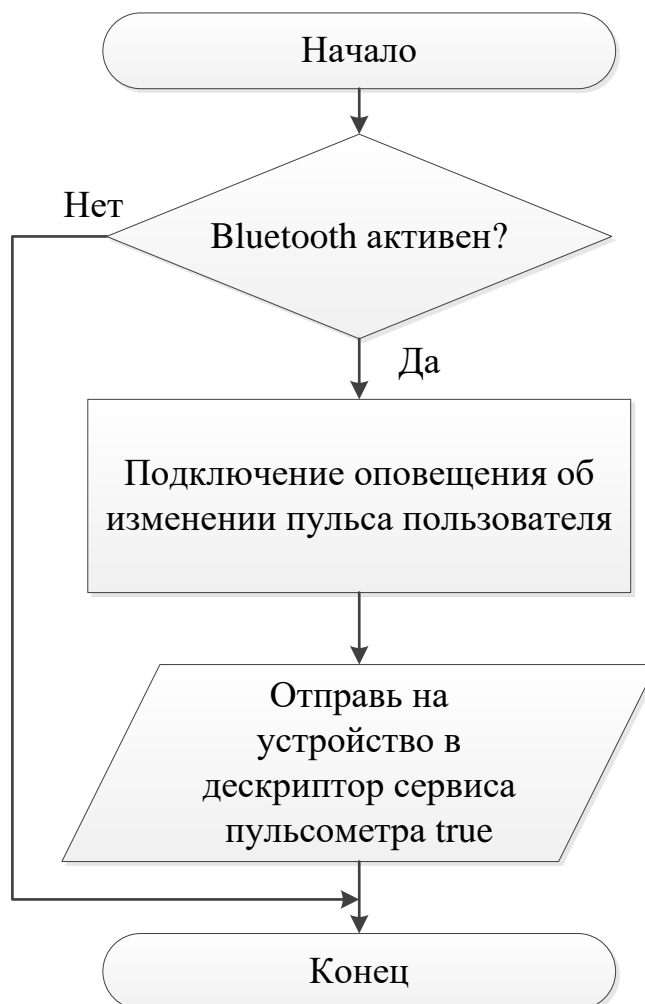 Начало
Нет
Bluetooth активен?
Да
Подключение оповещения об
изменении пульса пользователя
Отправь на
устройство в
дескриптор сервиса
пульсометра true
Конец